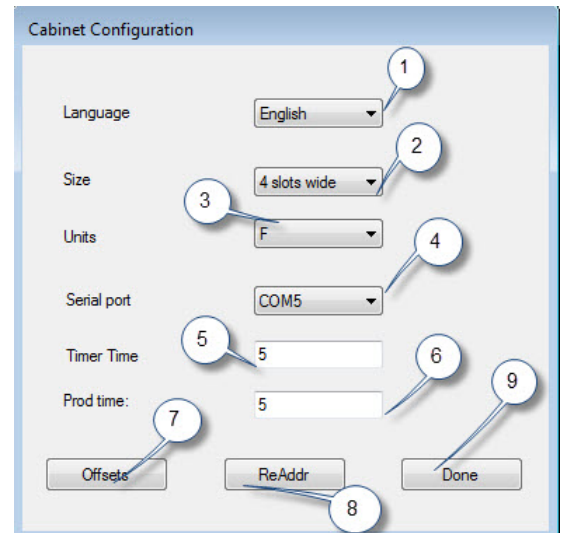 Cabinet Configuration
1
Language English
2
Size 4 slots wide
3
Units F
4
Serial port COM5
5
Timer Time 5
6
Prod time: 5
9
7
Offsets ReAddr Done
8